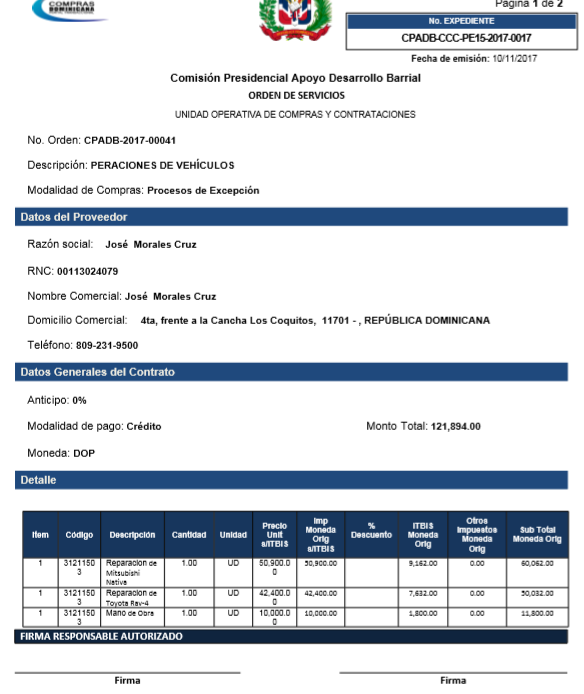 COMPRAS
DOMINICANA
Página 1 de 2
No. EXPEDIENTE
CPADB-CCC-PE15-2017-0017
Fecha de emisión: 10/11/2017
Comisión Presidencial Apoyo Desarrollo Barrial
ORDEN DE SERVICIOS
UNIDAD OPERATIVA DE COMPRAS Y CONTRATACIONES
No. Orden: CPADB-2017-00041
Descripción: PERACIONES DE VEHÍCULOS
Modalidad de Compras: Procesos de Excepción
Datos del Proveedor
Razón social: José Morales Cruz
RNC: 00113024079
Nombre Comercial: José Morales Cruz
Domicilio Comercial: 4ta, frente a la Cancha Los Coquitos, 11701 - , REPÚBLICA DOMINICANA
Teléfono: 809-231-9500
Datos Generales del Contrato
Anticipo: 0%
Modalidad de pago: Crédito Monto Total: 121,894.00
Moneda: DOP
Detalle
Item Código Descripción Cantidad Unidad Precio Unit s/ITBIS Imp Moneda Orig s/ITBIS % Descuento ITBIS Moneda Orig Otros Impuestos Moneda Orig Sub Total Moneda Orig
1 31211503 Reparacion de Mitsubishi Nativa 1.00 UD 50,900.00 50,900.00 9,162.00 0.00 60,062.00
1 31211503 Reparacion de Toyota Rav-4 1.00 UD 42,400.00 42,400.00 7,632.00 0.00 50,032.00
1 31211503 Mano de Obra 1.00 UD 10,000.00 10,000.00 1,800.00 0.00 11,800.00
FIRMA RESPONSABLE AUTORIZADO
Firma Firma